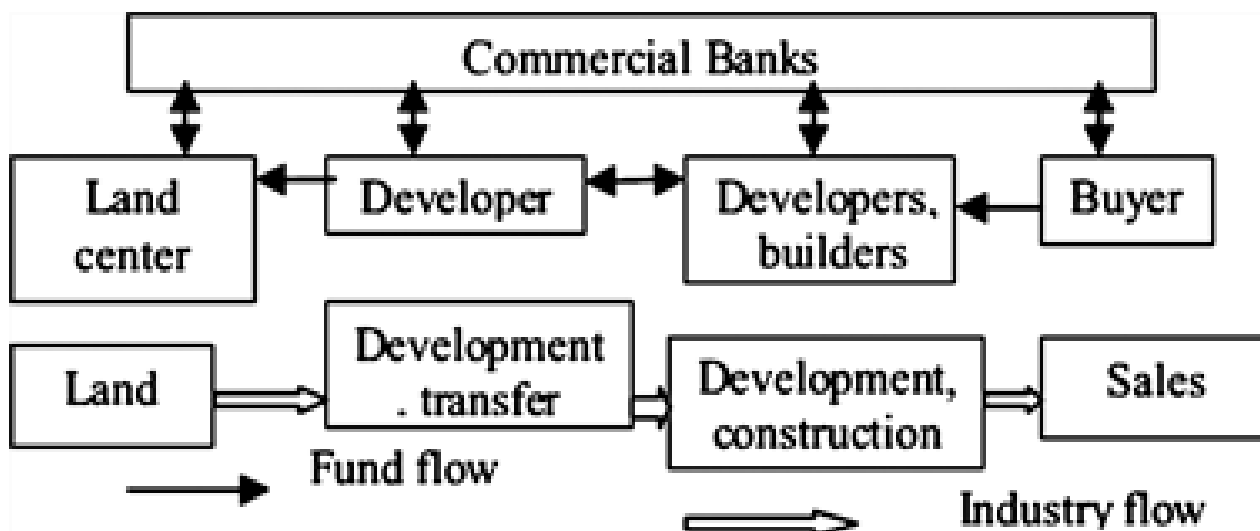 Commercial Banks
Land
center
Developer
Developers,
builders
Buyer
Land
Development
. transfer
Development,
construction
Sales
Fund flow
Industry flow